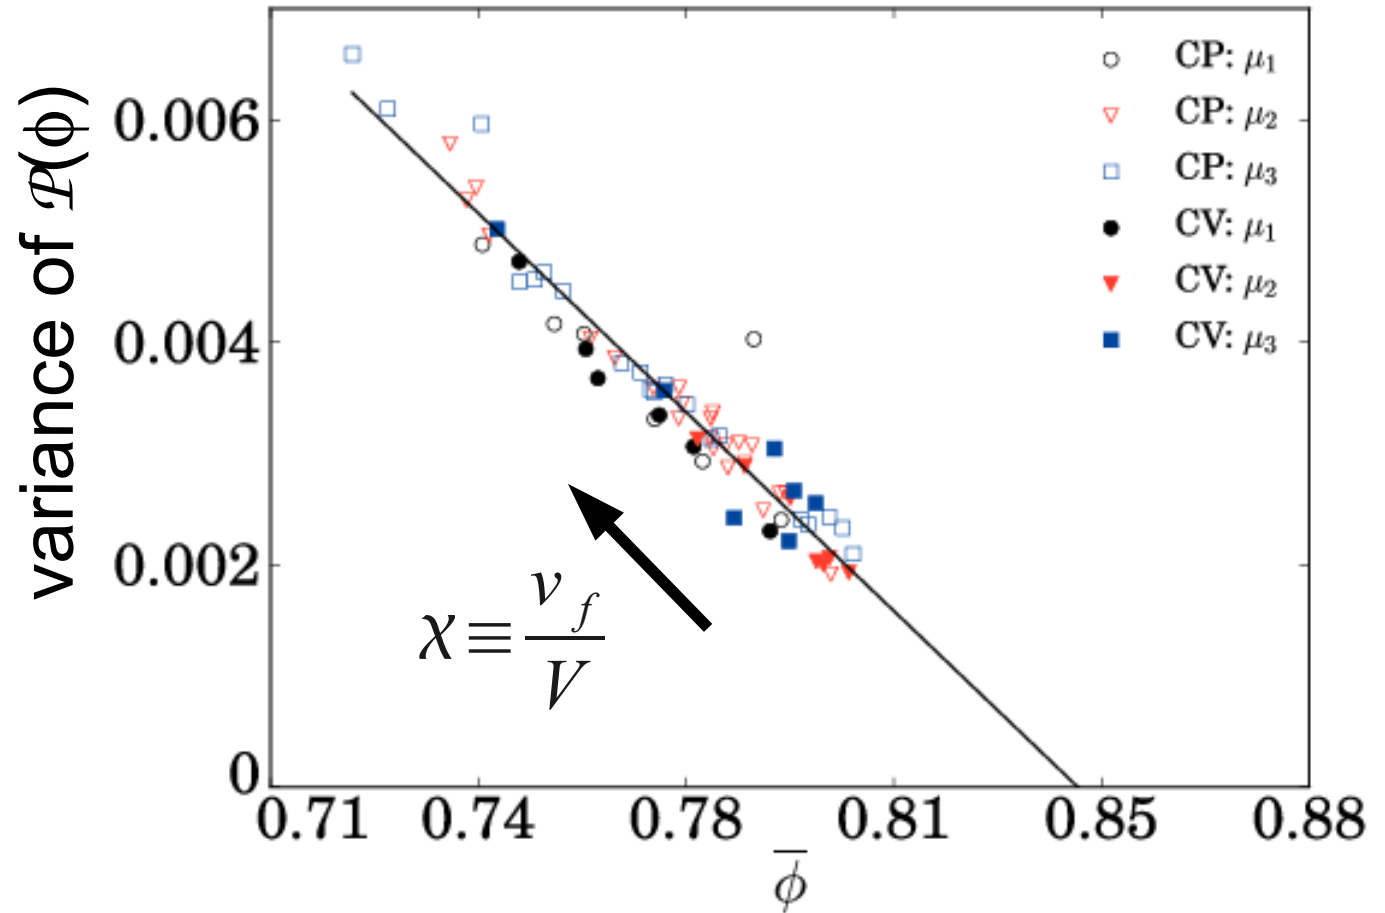 variance of 𝒫(ϕ)
0.006
0.004
0.002
0
0.71 0.74 0.78 0.81 0.85 0.88
ϕ̅
CP: μ₁
CP: μ₂
CP: μ₃
CV: μ₁
CV: μ₂
CV: μ₃
χ≡v_f/V